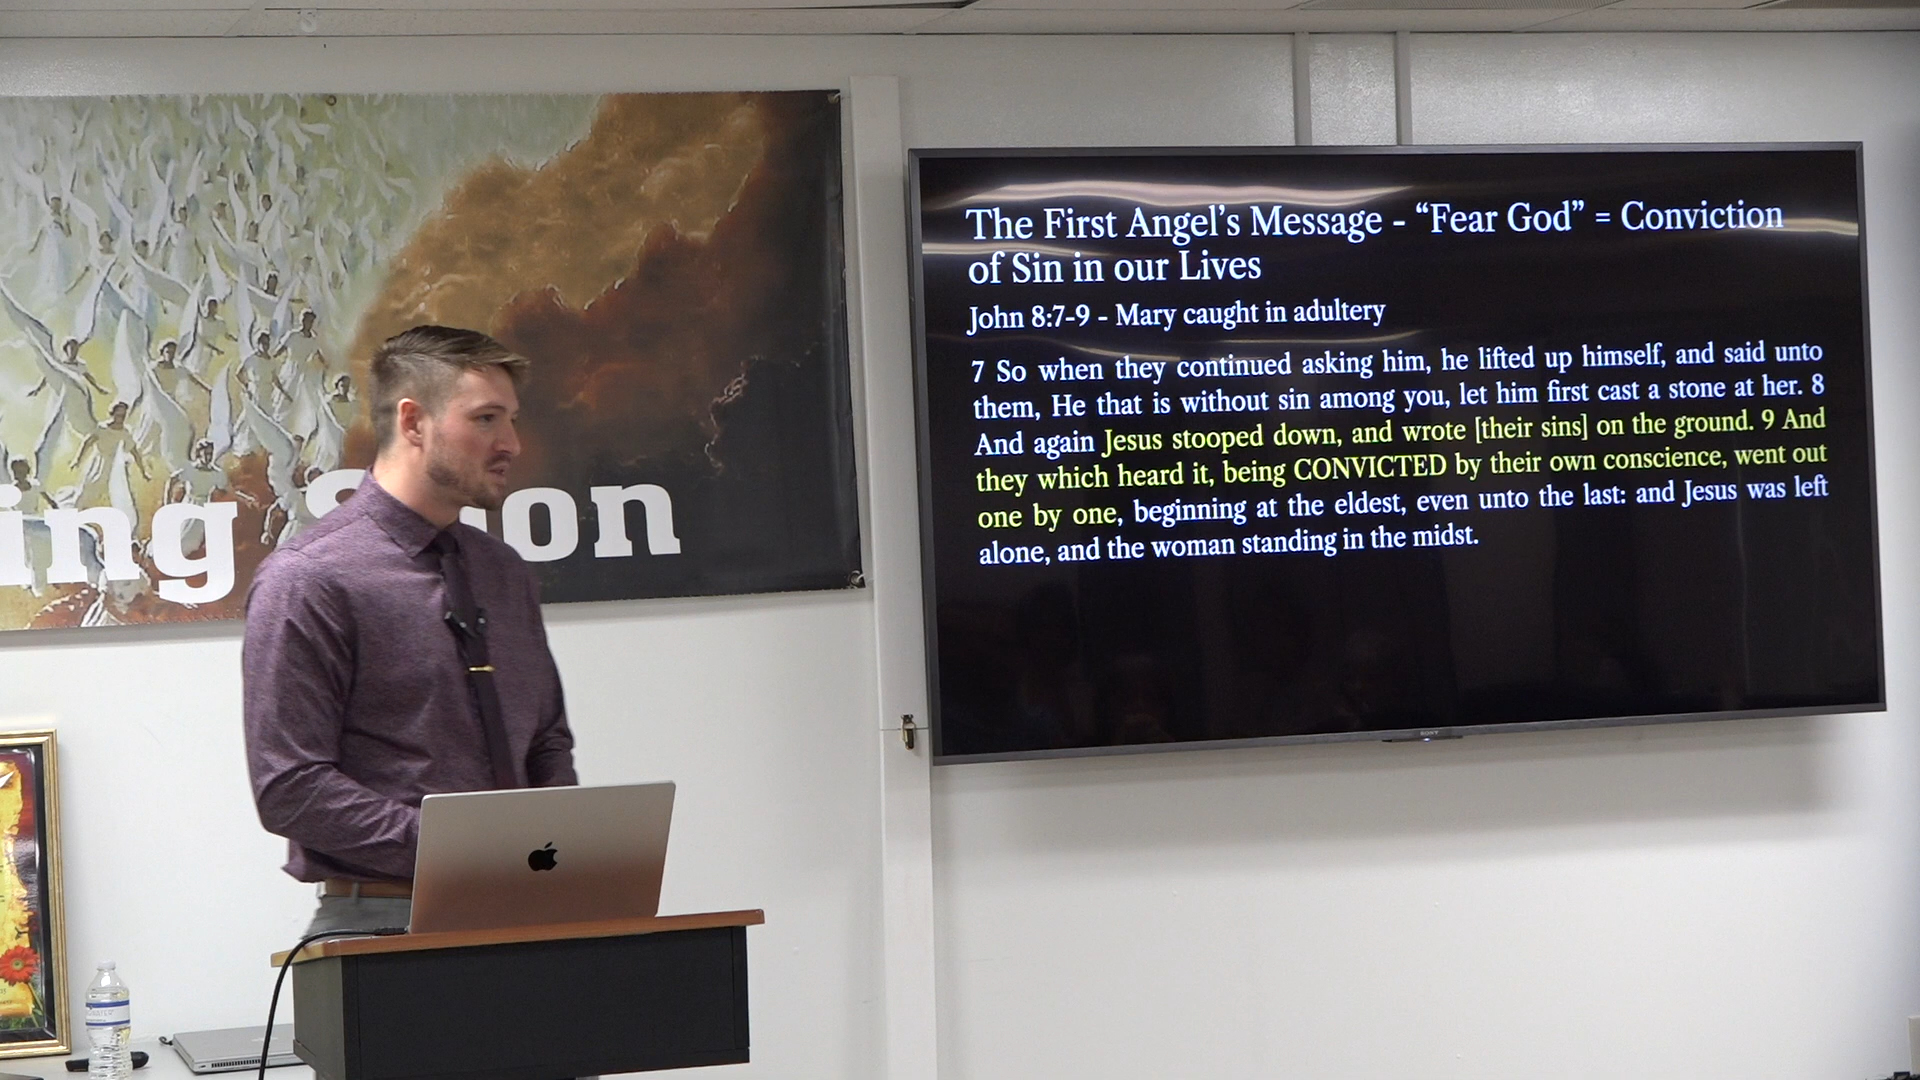 The First Angel's Message - “Fear God” = Conviction
of Sin in our Lives
John 8:7-9 - Mary caught in adultery
7 So when they continued asking him, he lifted up himself, and said unto
them, He that is without sin among you, let him first cast a stone at her. 8
And again Jesus stooped down, and wrote [their sins] on the ground. 9 And
they which heard it, being CONVICTED by their own conscience, went out
one by one, beginning at the eldest, even unto the last: and Jesus was left
alone, and the woman standing in the midst.
SONY
ing S on